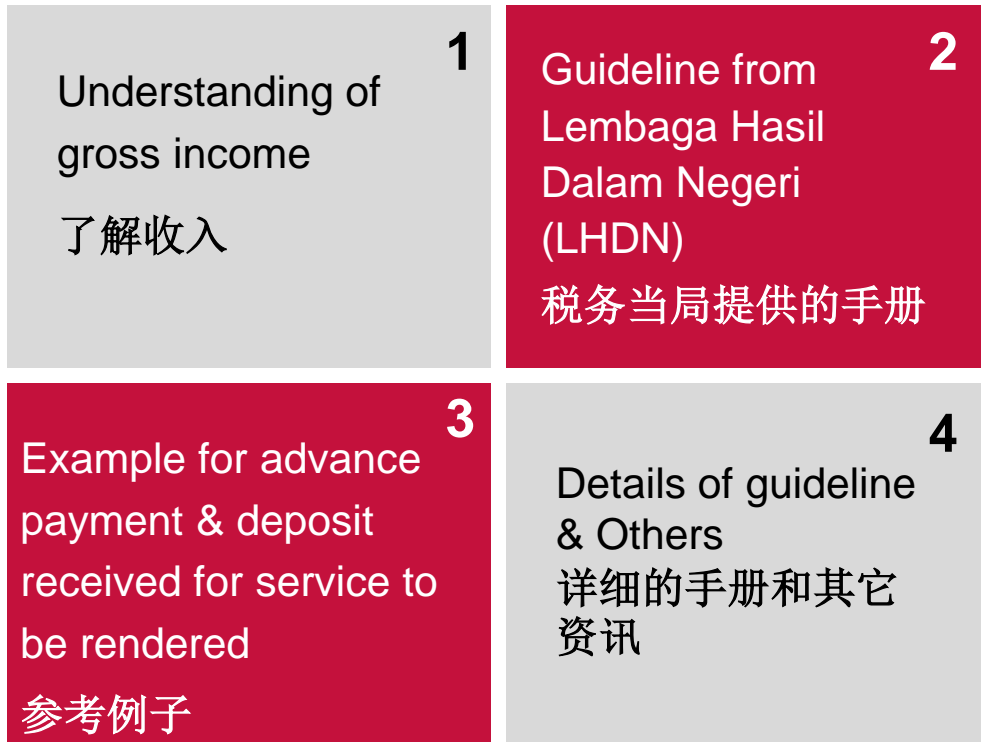 1
Understanding of
gross income
了解收入
2
Guideline from
Lembaga Hasil
Dalam Negeri
(LHDN)
税务当局提供的手册
3
Example for advance
payment & deposit
received for service to
be rendered
参考例子
4
Details of guideline
& Others
详细的手册和其它
资讯